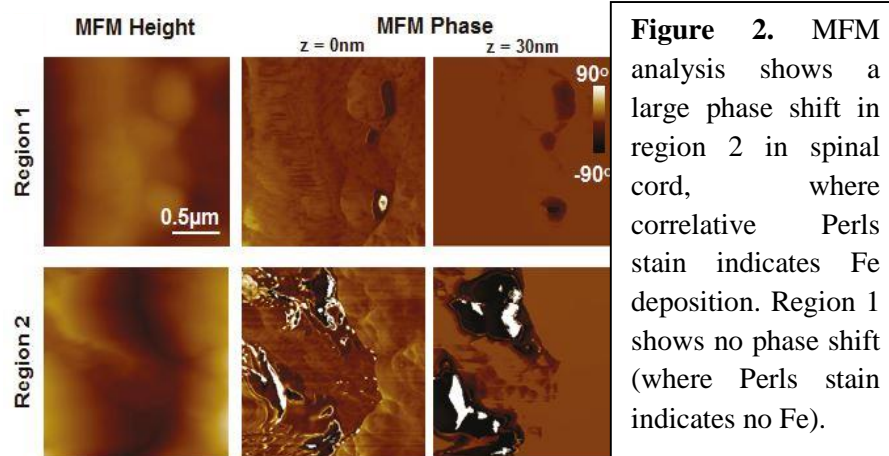 MFM Height
MFM Phase
z = 0nm
z = 30nm
Region 1
90°
-90°
0.5µm
Region 2
Figure 2. MFM
analysis shows a
large phase shift in
region 2 in spinal
cord, where
correlative Perls
stain indicates Fe
deposition. Region 1
shows no phase shift
(where Perls stain
indicates no Fe).